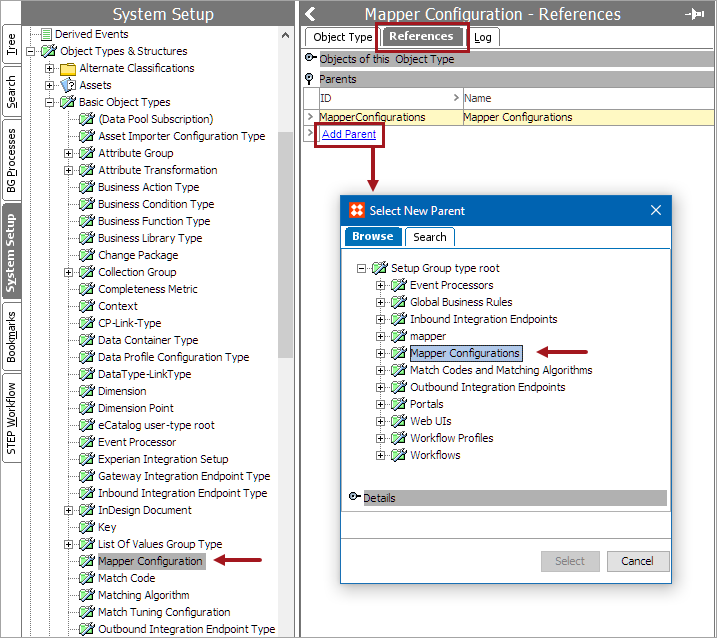 Tree
Search
BG Processes
System Setup
Bookmarks
STEP Workflow
System Setup
Derived Events
Object Types & Structures
Alternate Classifications
Assets
Basic Object Types
(Data Pool Subscription)
Asset Importer Configuration Type
Attribute Group
Attribute Transformation
Business Action Type
Business Condition Type
Business Function Type
Business Library Type
Change Package
Collection Group
Completeness Metric
Context
CP-Link-Type
Data Container Type
Data Profile Configuration Type
DataType-LinkType
Dimension
Dimension Point
eCatalog user-type root
Event Processor
Experian Integration Setup
Gateway Integration Endpoint Type
Inbound Integration Endpoint Type
InDesign Document
Key
List Of Values Group Type
Mapper Configuration
Match Code
Matching Algorithm
Match Tuning Configuration
Outbound Integration Endpoint Type
Mapper Configuration - References
Object Type References Log
Objects of this Object Type
Parents
ID Name
MapperConfigurations Mapper Configurations
Add Parent
Select New Parent
Browse Search
Setup Group type root
Event Processors
Global Business Rules
Inbound Integration Endpoints
mapper
Mapper Configurations
Match Codes and Matching Algorithms
Outbound Integration Endpoints
Portals
Web UIs
Workflow Profiles
Workflows
Details
Select Cancel